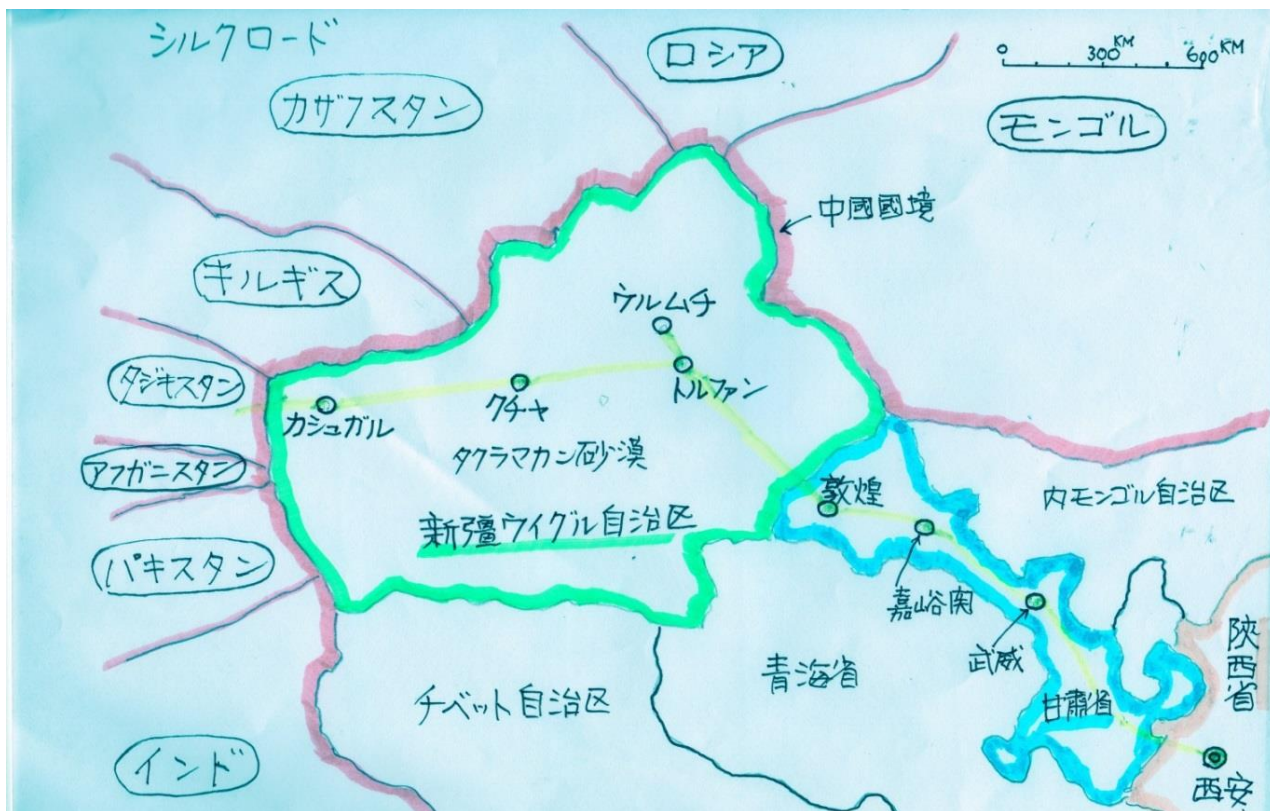 シルクロード
ロシア
0 300KM 600KM
カザフスタン
モンゴル
中國國境
キルギス
ウルムチ
タジキスタン
トルファン
クチャ
カシュガル
タクラマカン砂漠
アフガニスタン
敦煌
内モンゴル自治区
新疆ウイグル自治区
パキスタン
嘉峪関
陝西省
武威
青海省
チベット自治区
甘粛省
インド
西安